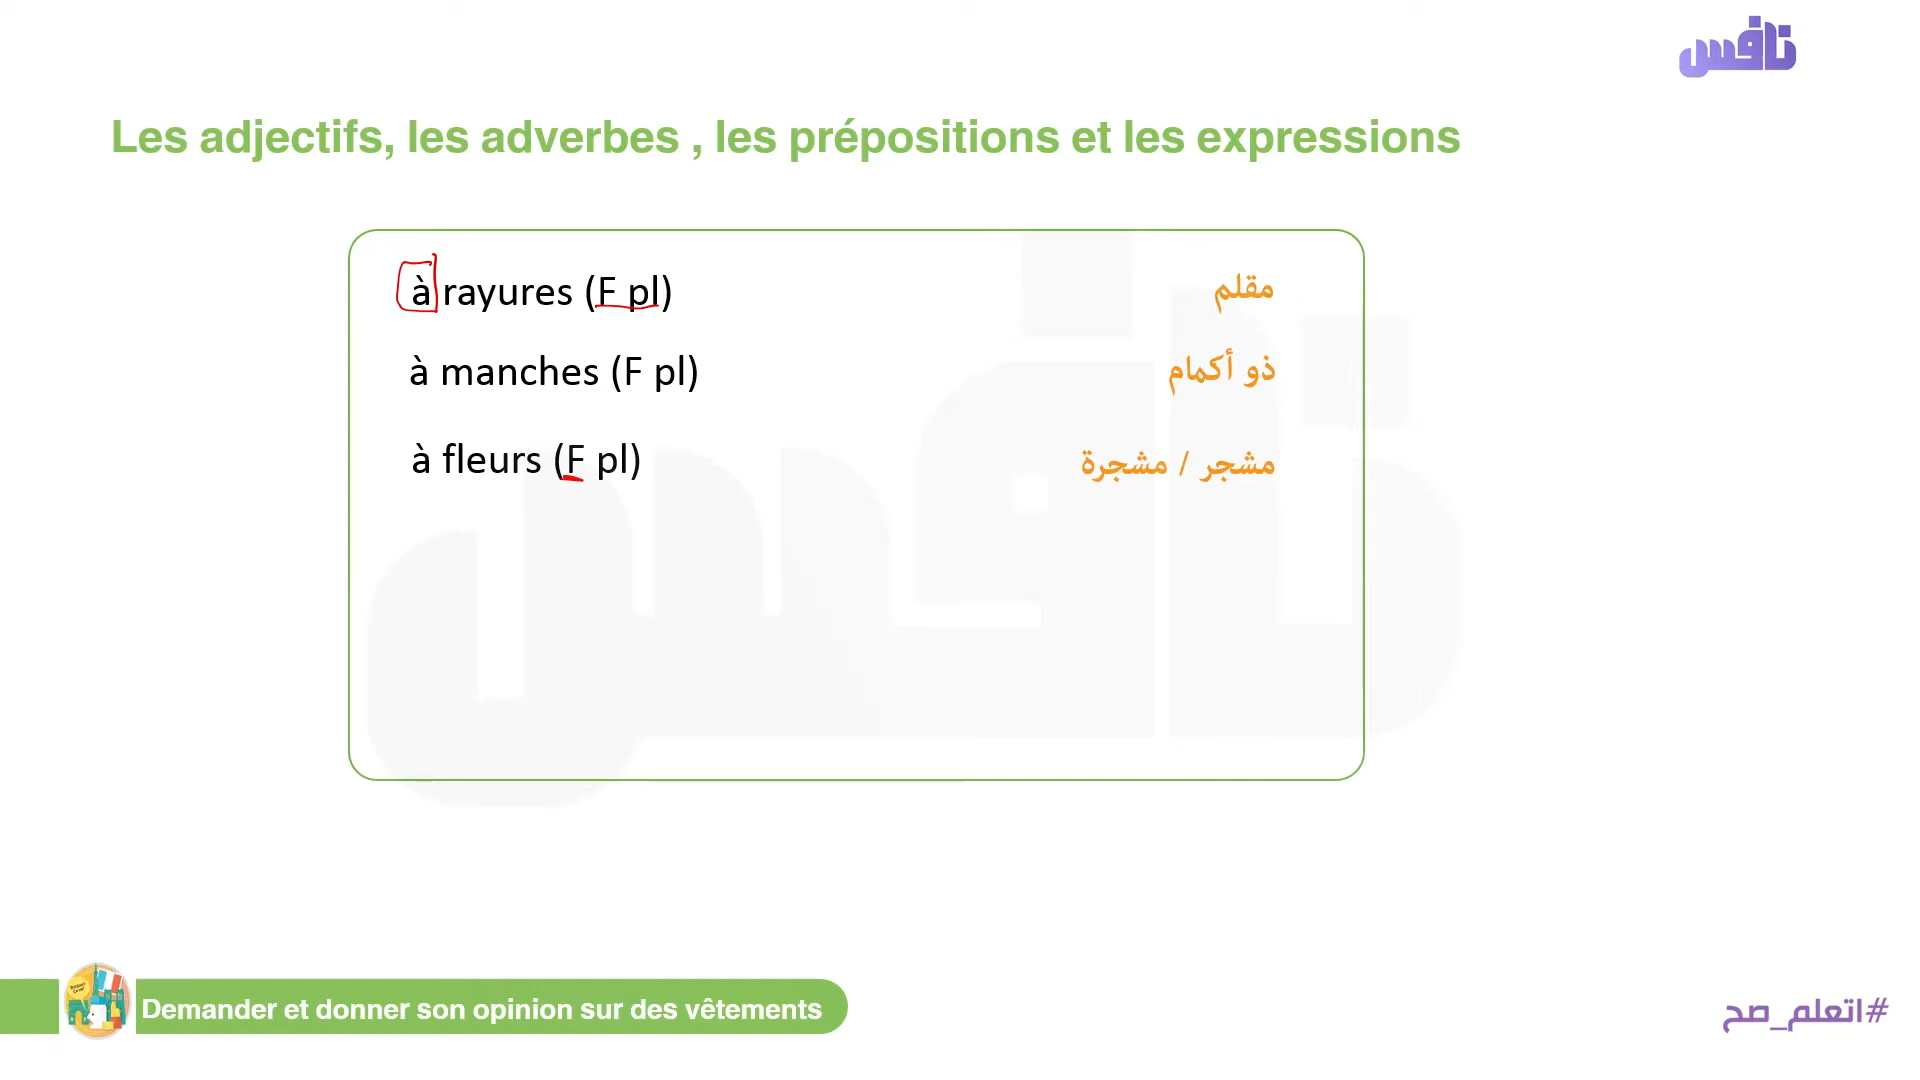 نافس
Les adjectifs, les adverbes , les prépositions et les expressions
à rayures (F pl) مقلم
à manches (F pl) ذو أكمام
à fleurs (F pl) مشجر / مشجرة
Demander et donner son opinion sur des vêtements
#اتعلم_صح